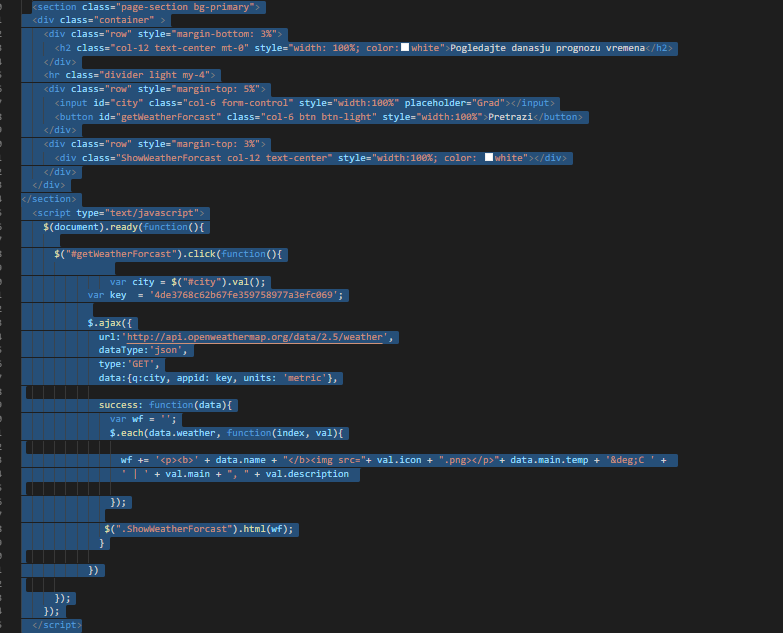 <section class="page-section bg-primary">
<div class="container" >
<div class="row" style="margin-bottom: 3%">
<h2 class="col-12 text-center mt-0" style="width: 100%; color: white">Pogledajte danasju prognozu vremena</h2>
</div>
<hr class="divider light my-4">
<div class="row" style="margin-top: 5%">
<input id="city" class="col-6 form-control" style="width:100%" placeholder="Grad"></input>
<button id="getWeatherForcast" class="col-6 btn btn-light" style="width:100%">Pretrazi</button>
</div>
<div class="row" style="margin-top: 3%">
<div class="ShowWeatherForcast col-12 text-center" style="width:100%; color: white"></div>
</div>
</div>
</section>
<script type="text/javascript">
$(document).ready(function(){
$("#getWeatherForcast").click(function(){
var city = $("#city").val();
var key  = '4de3768c62b67fe359758977a3efc069';
$.ajax({
url:'http://api.openweathermap.org/data/2.5/weather',
dataType:'json',
type:'GET',
data:{q:city, appid: key, units: 'metric'},
success: function(data){
var wf = '';
$.each(data.weather, function(index, val){
wf += '<p><b>' + data.name + "</b><img src="+ val.icon + ".png></p>"+ data.main.temp + '&deg;C ' +
' | ' + val.main + ", " + val.description
});
$(".ShowWeatherForcast").html(wf);
}
})
});
});
</script>